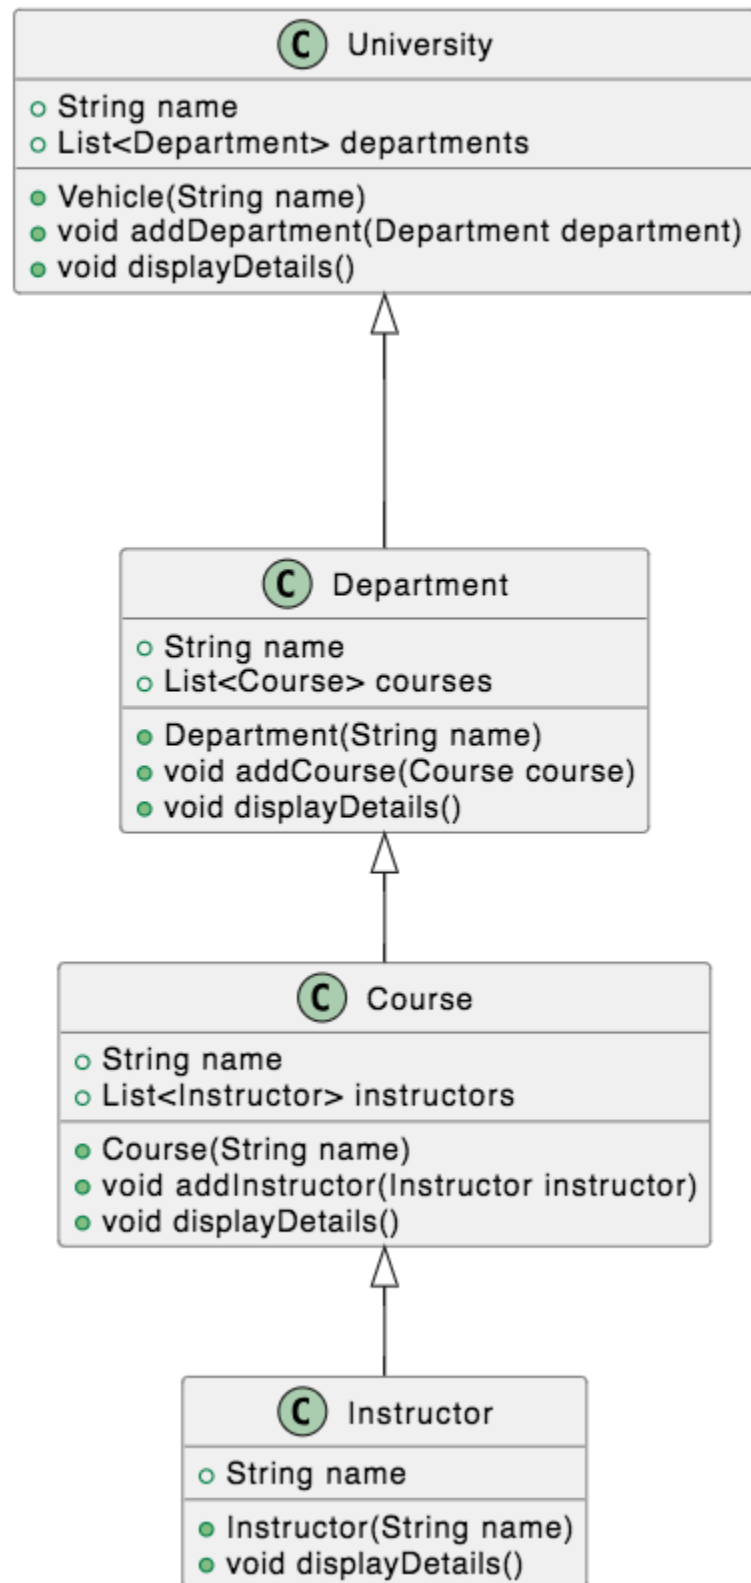 C University
String name
List<Department> departments
Vehicle(String name)
void addDepartment(Department department)
void displayDetails()
C Department
String name
List<Course> courses
Department(String name)
void addCourse(Course course)
void displayDetails()
C Course
String name
List<Instructor> instructors
Course(String name)
void addInstructor(Instructor instructor)
void displayDetails()
C Instructor
String name
Instructor(String name)
void displayDetails()